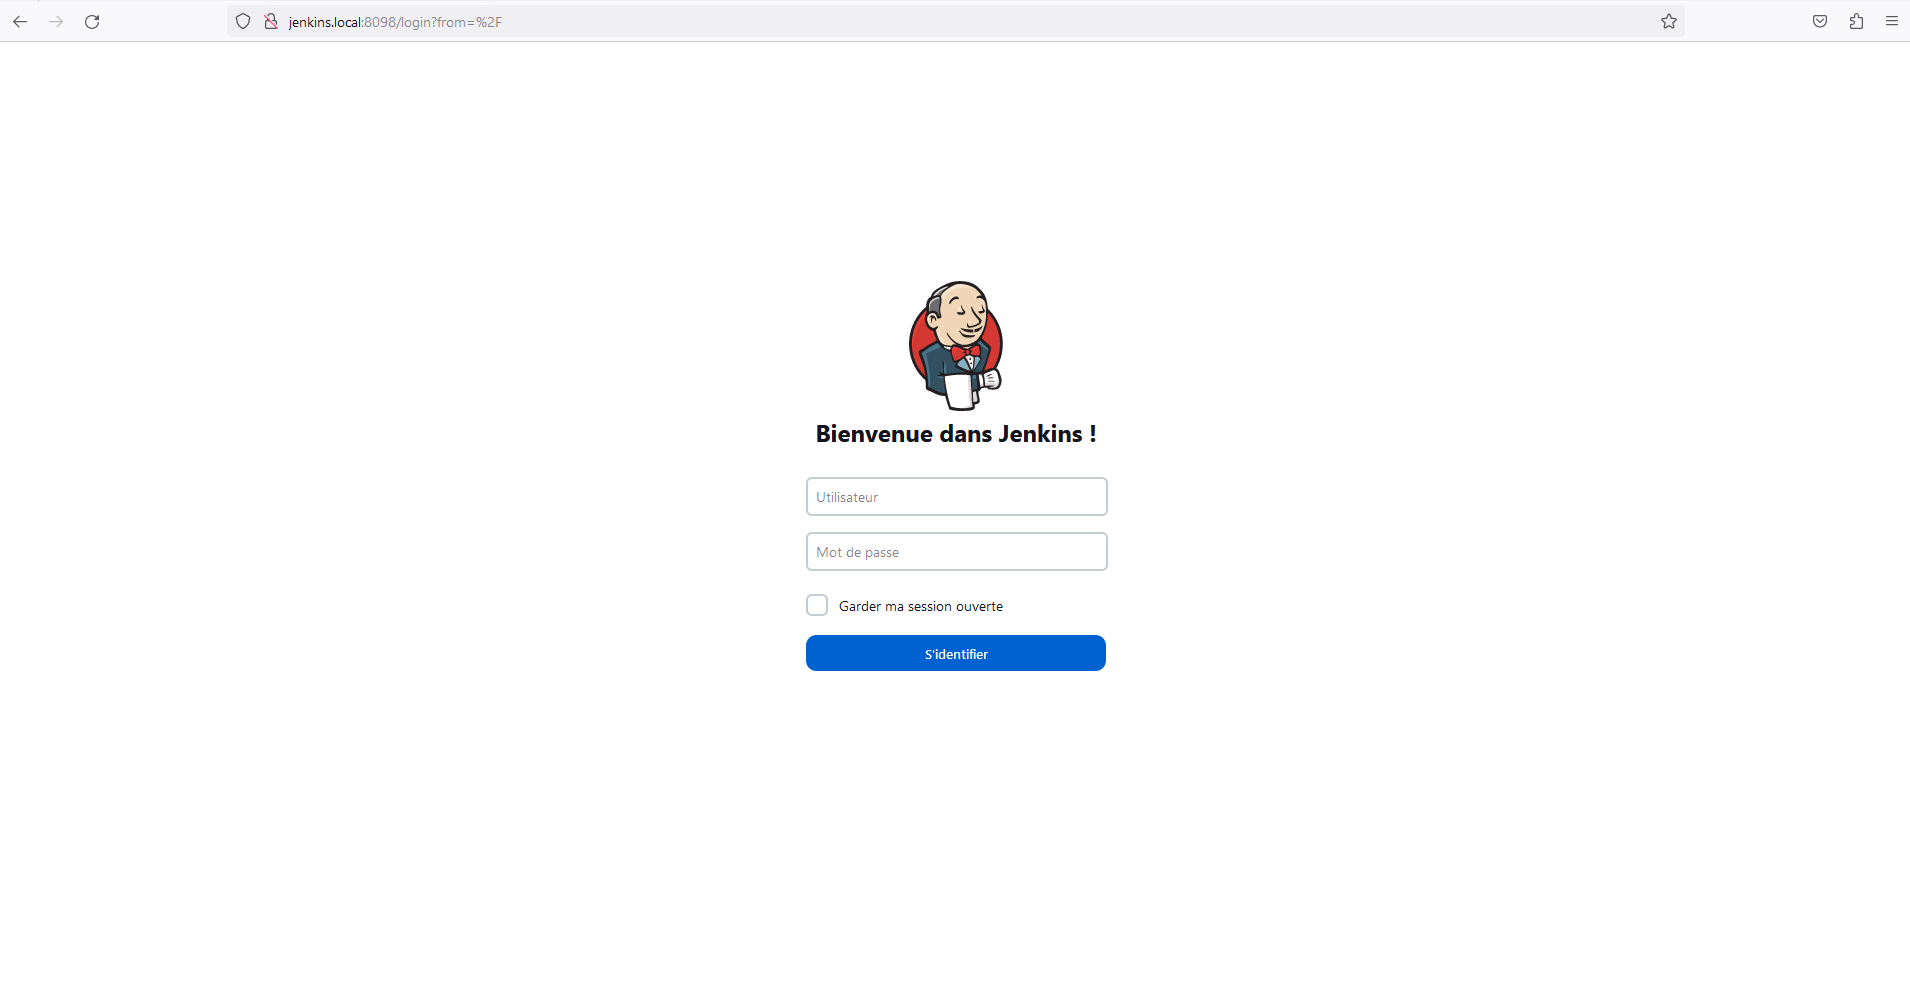 jenkins.local:8098/login?from=%2F
Bienvenue dans Jenkins !
Utilisateur
Mot de passe
Garder ma session ouverte
S'identifier